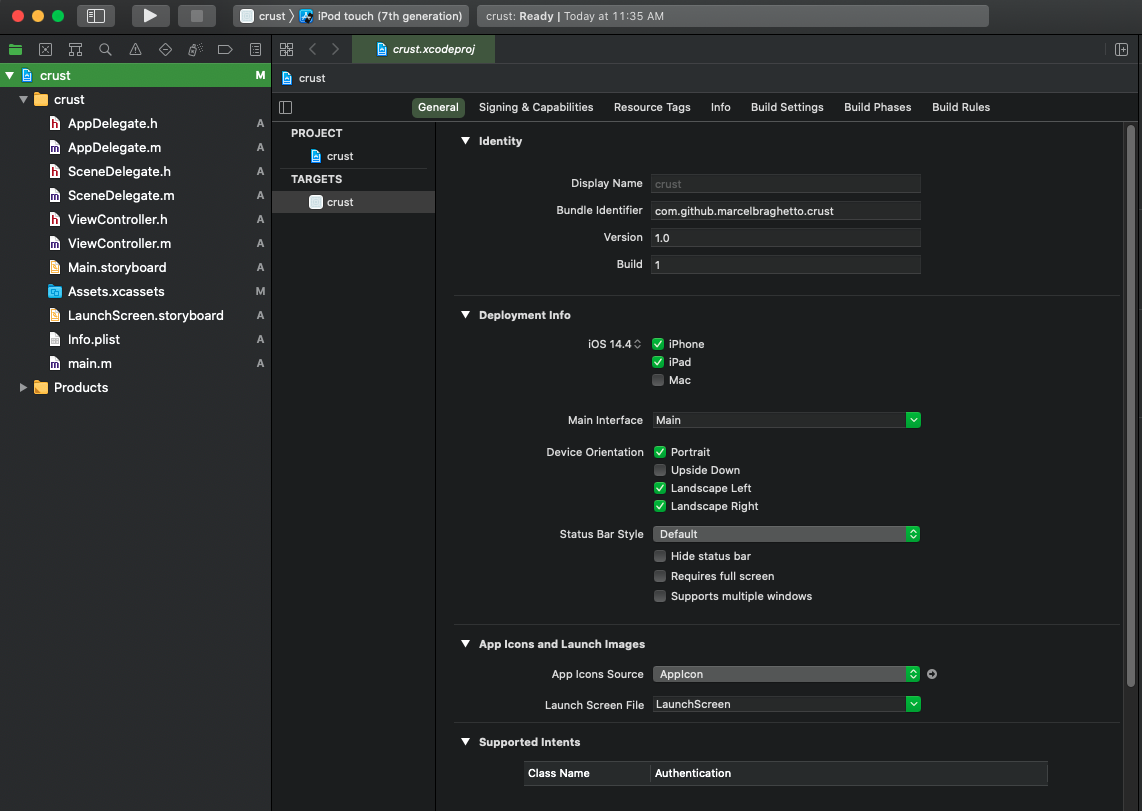 crust 〉 iPod touch (7th generation)
crust: Ready | Today at 11:35 AM
crust.xcodeproj
crust M
crust
AppDelegate.h A
AppDelegate.m A
SceneDelegate.h A
SceneDelegate.m A
ViewController.h A
ViewController.m A
Main.storyboard A
Assets.xcassets M
LaunchScreen.storyboard A
Info.plist A
main.m A
Products
crust
General Signing & Capabilities Resource Tags Info Build Settings Build Phases Build Rules
PROJECT
crust
TARGETS
crust
Identity
Display Name crust
Bundle Identifier com.github.marcelbraghetto.crust
Version 1.0
Build 1
Deployment Info
iOS 14.4 iPhone
iPad
Mac
Main Interface Main
Device Orientation Portrait
Upside Down
Landscape Left
Landscape Right
Status Bar Style Default
Hide status bar
Requires full screen
Supports multiple windows
App Icons and Launch Images
App Icons Source AppIcon
Launch Screen File LaunchScreen
Supported Intents
Class Name Authentication